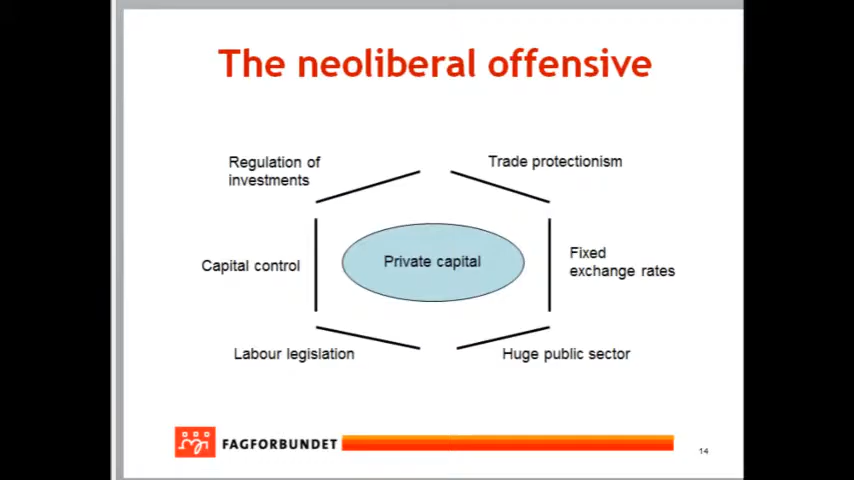 The neoliberal offensive
Regulation of
investments
Trade protectionism
Capital control
Private capital
Fixed
exchange rates
Labour legislation
Huge public sector
FAGFORBUNDET
14